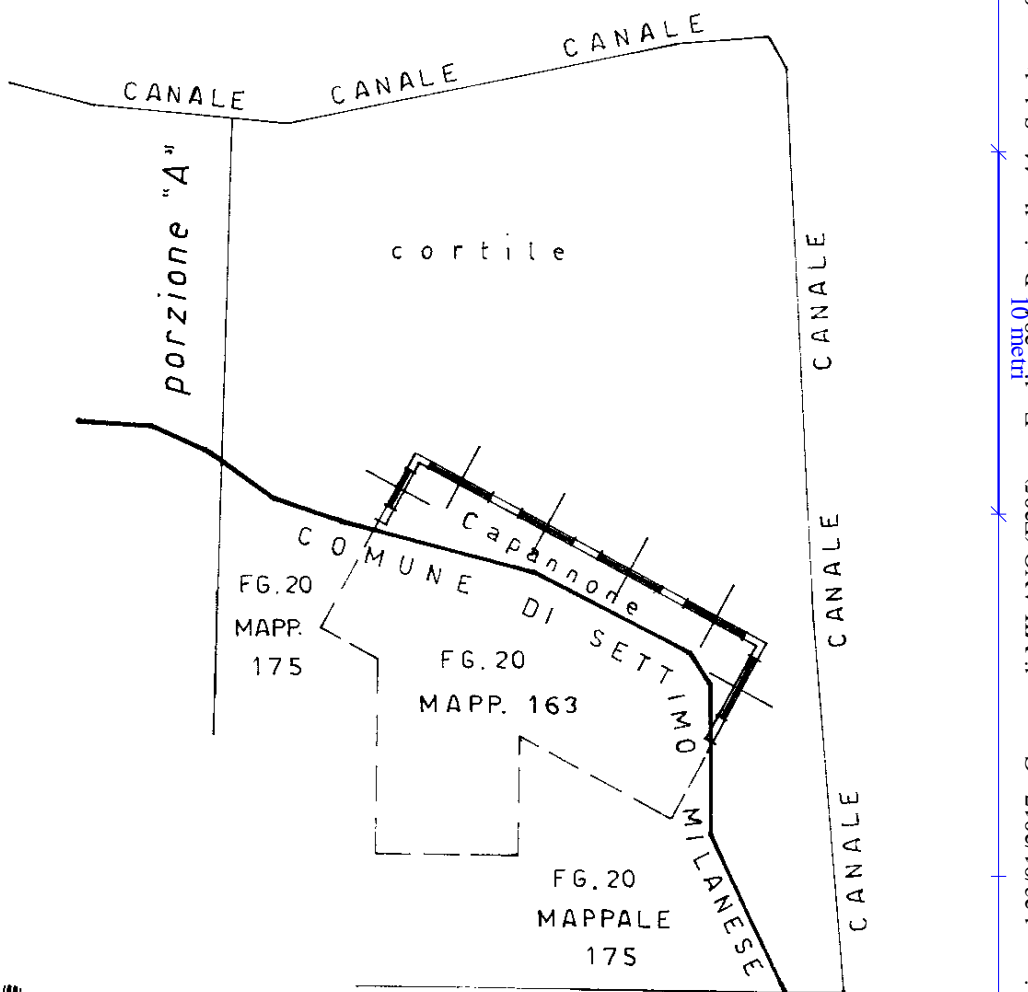 CANALE
CANALE
CANALE
porzione "A"
cortile
CANALE
10 metri
Capannone
CANALE
COMUNE DI SETTIMO MILANESE
FG.20
MAPP.
175
FG.20
MAPP. 163
CANALE
FG.20
MAPPALE
175